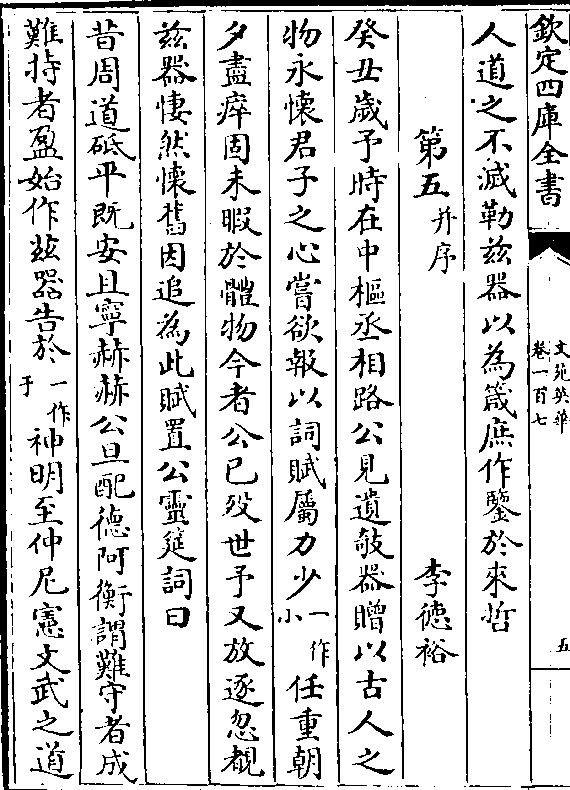 欽定四庫全書
文苑英華
卷一百七
五
人道之不滅勒兹器以為箴庶作鑒於來哲
第五并序
李德裕
癸丑歲予時在中樞丞相路公見遺敧器贈以古人之
物永懷君子之心嘗欲報以詞賦屬力少一作小任重朝
夕盡瘁固未暇於體物今者公已殁世予又放逐忽覩
兹器悽然懷舊因追為此賦置公靈筵詞曰
昔周道砥平既安且寧赫赫公旦配徳阿衡謂難守者成
難持者盈始作兹器告於一作于神明至仲尼憲文武之道